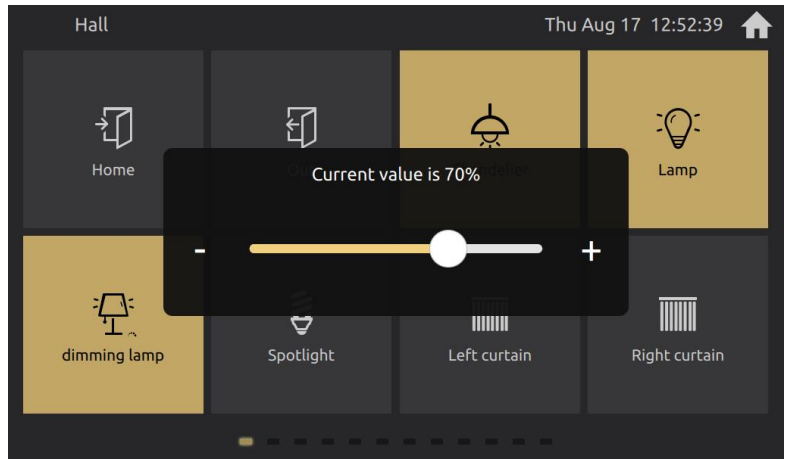 Hall
Thu Aug 17 12:52:39
Home
Chandelier
Lamp
Current value is 70%
- +
dimming lamp
Spotlight
Left curtain
Right curtain